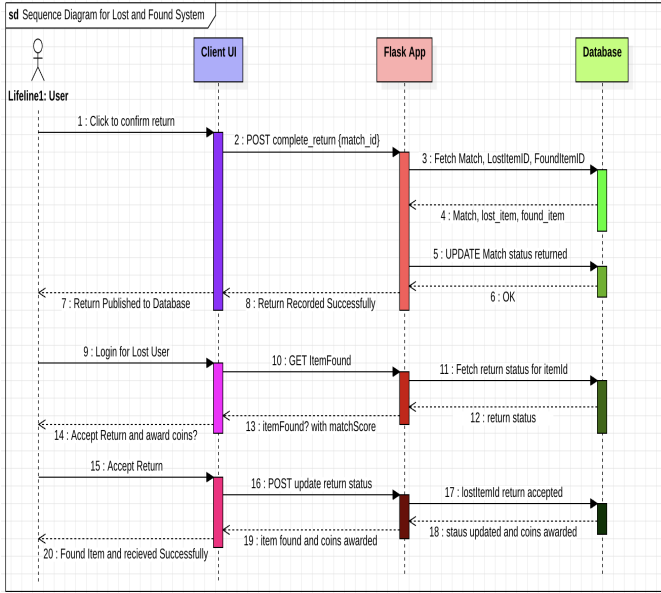 sd Sequence Diagram for Lost and Found System
Client UI
Flask App
Database
Lifeline1: User
1 : Click to confirm return
2 : POST complete_return {match_id}
3 : Fetch Match, LostItemID, FoundItemID
4 : Match, lost_item, found_item
5 : UPDATE Match status returned
6 : OK
7 : Return Published to Database
8 : Return Recorded Successfully
9 : Login for Lost User
10 : GET ItemFound
11 : Fetch return status for itemId
12 : return status
13 : itemFound? with matchScore
14 : Accept Return and award coins?
15 : Accept Return
16 : POST update return status
17 : lostItemId return accepted
18 : staus updated and coins awarded
19 : item found and coins awarded
20 : Found Item and recieved Successfully